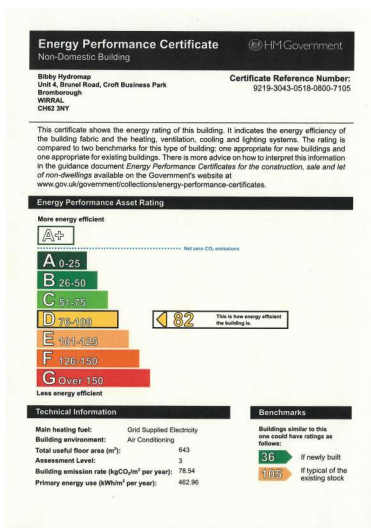 Energy Performance Certificate
HM Government
Non-Domestic Building
Bibby Hydromap
Unit 4, Brunel Road, Croft Business Park
Bromborough
WIRRAL
CH62 3NY
Certificate Reference Number:
9219-3043-0518-0800-7105
This certificate shows the energy rating of this building. It indicates the energy efficiency of
the building fabric and the heating, ventilation, cooling and lighting systems. The rating is
compared to two benchmarks for this type of building: one appropriate for new buildings and
one appropriate for existing buildings. There is more advice on how to interpret this information
in the guidance document Energy Performance Certificates for the construction, sale and let
of non-dwellings available on the Government's website at
www.gov.uk/government/collections/energy-performance-certificates.
Energy Performance Asset Rating
More energy efficient
A+
Net zero CO₂ emissions
A 0-25
B 26-50
C 51-75
D 76-100
82
This is how energy efficient
the building is.
E 101-125
F 126-150
G Over 150
Less energy efficient
Technical Information
Main heating fuel: Grid Supplied Electricity
Building environment: Air Conditioning
Total useful floor area (m²): 643
Assessment Level: 3
Building emission rate (kgCO₂/m² per year): 78.54
Primary energy use (kWh/m² per year): 462.96
Benchmarks
Buildings similar to this
one could have ratings as
follows:
36 If newly built
105 If typical of the
existing stock